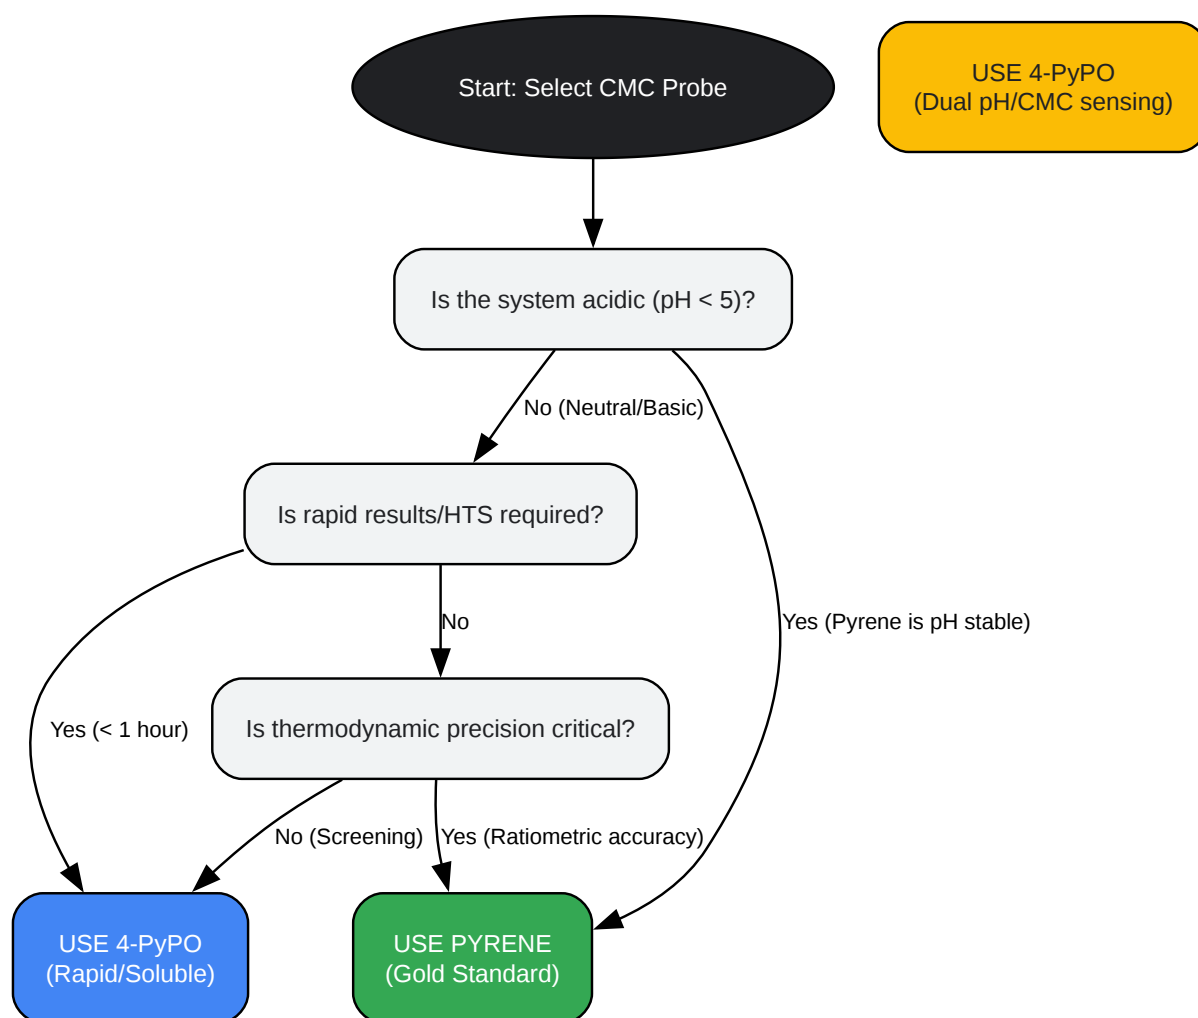 Start: Select CMC Probe
USE 4-PyPO
(Dual pH/CMC sensing)
Is the system acidic (pH < 5)?
No (Neutral/Basic)
Is rapid results/HTS required?
No
Yes (Pyrene is pH stable)
Yes (< 1 hour)
Is thermodynamic precision critical?
No (Screening)
Yes (Ratiometric accuracy)
USE 4-PyPO
(Rapid/Soluble)
USE PYRENE
(Gold Standard)